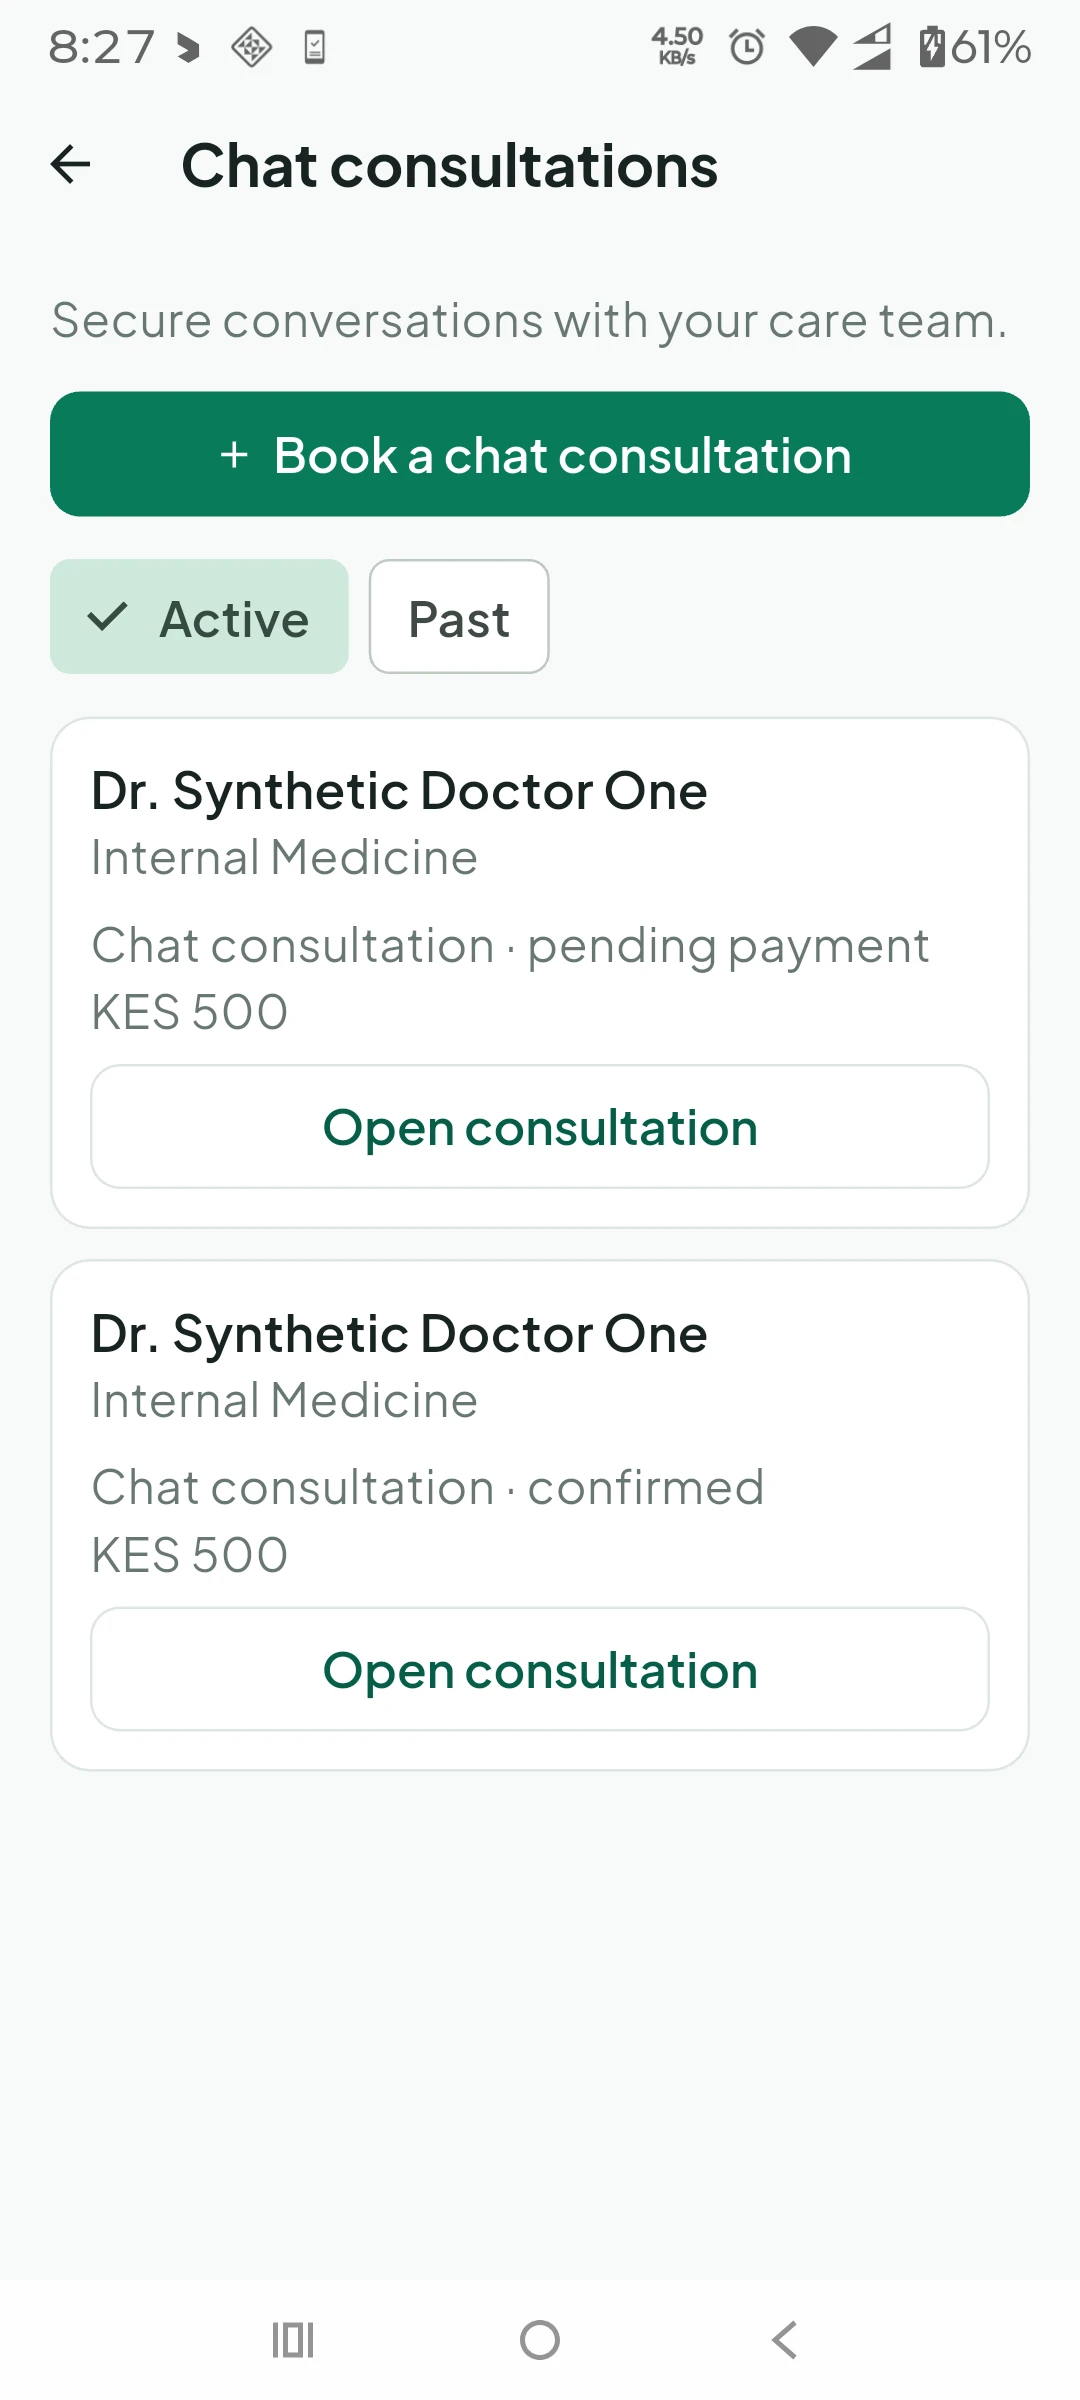 8:27
4.50 KB/s
61%
Chat consultations
Secure conversations with your care team.
+ Book a chat consultation
Active
Past
Dr. Synthetic Doctor One
Internal Medicine
Chat consultation · pending payment
KES 500
Open consultation
Dr. Synthetic Doctor One
Internal Medicine
Chat consultation · confirmed
KES 500
Open consultation